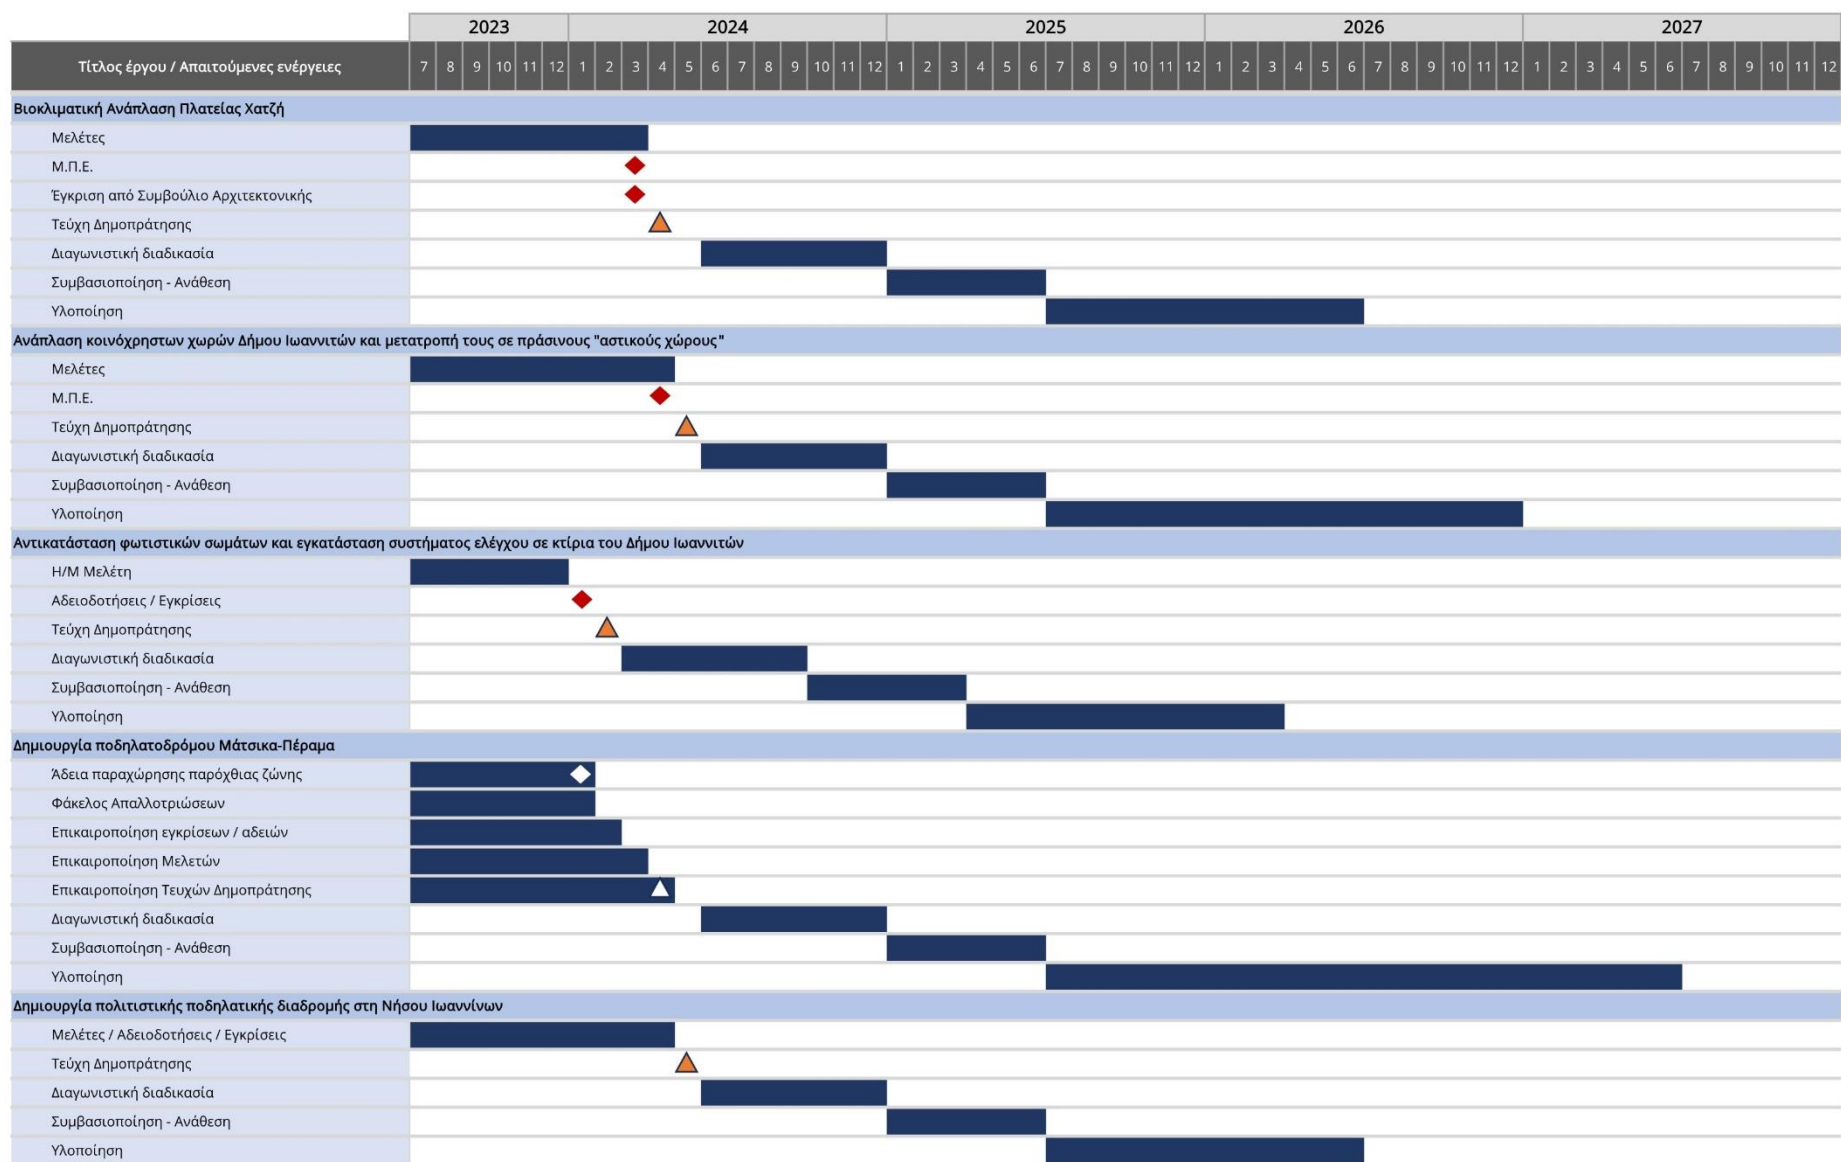 2023 2024 2025 2026 2027
Τίτλος έργου / Απαιτούμενες ενέργειες 7 8 9 10 11 12 1 2 3 4 5 6 7 8 9 10 11 12 1 2 3 4 5 6 7 8 9 10 11 12 1 2 3 4 5 6 7 8 9 10 11 12 1 2 3 4 5 6 7 8 9 10 11 12
Βιοκλιματική Ανάπλαση Πλατείας Χατζή
Μελέτες
Μ.Π.Ε.
Έγκριση από Συμβούλιο Αρχιτεκτονικής
Τεύχη Δημοπράτησης
Διαγωνιστική διαδικασία
Συμβασιοποίηση - Ανάθεση
Υλοποίηση
Ανάπλαση κοινόχρηστων χωρών Δήμου Ιωαννιτών και μετατροπή τους σε πράσινους "αστικούς χώρους"
Μελέτες
Μ.Π.Ε.
Τεύχη Δημοπράτησης
Διαγωνιστική διαδικασία
Συμβασιοποίηση - Ανάθεση
Υλοποίηση
Αντικατάσταση φωτιστικών σωμάτων και εγκατάσταση συστήματος ελέγχου σε κτίρια του Δήμου Ιωαννιτών
Η/Μ Μελέτη
Αδειοδοτήσεις / Εγκρίσεις
Τεύχη Δημοπράτησης
Διαγωνιστική διαδικασία
Συμβασιοποίηση - Ανάθεση
Υλοποίηση
Δημιουργία ποδηλατοδρόμου Μάτσικα-Πέραμα
Άδεια παραχώρησης παρόχθιας ζώνης
Φάκελος Απαλλοτριώσεων
Επικαιροποίηση εγκρίσεων / αδειών
Επικαιροποίηση Μελετών
Επικαιροποίηση Τευχών Δημοπράτησης
Διαγωνιστική διαδικασία
Συμβασιοποίηση - Ανάθεση
Υλοποίηση
Δημιουργία πολιτιστικής ποδηλατικής διαδρομής στη Νήσου Ιωαννίνων
Μελέτες / Αδειοδοτήσεις / Εγκρίσεις
Τεύχη Δημοπράτησης
Διαγωνιστική διαδικασία
Συμβασιοποίηση - Ανάθεση
Υλοποίηση